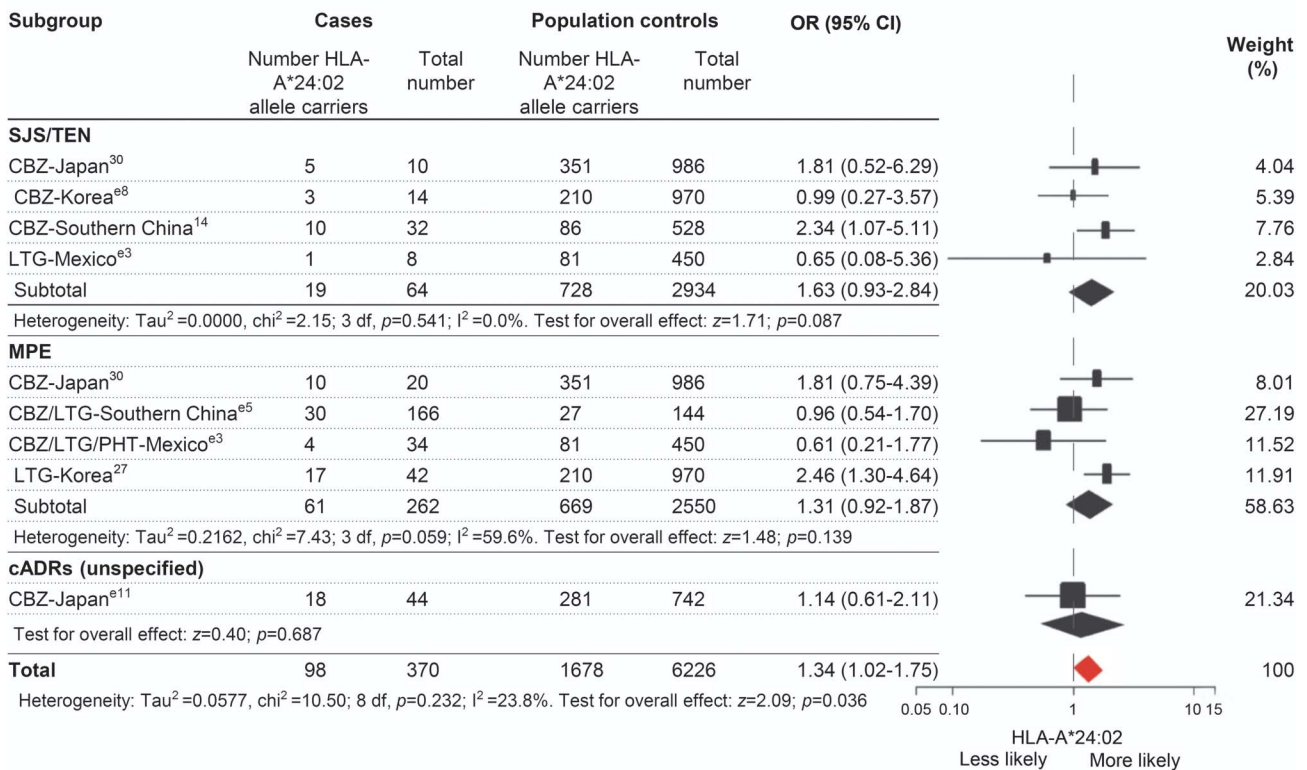 Subgroup Cases Population controls OR (95% CI) Weight (%)
Number HLA-A*24:02 allele carriers Total number Number HLA-A*24:02 allele carriers Total number
SJS/TEN
CBZ-Japan30 5 10 351 986 1.81 (0.52-6.29) 4.04
CBZ-Koreae8 3 14 210 970 0.99 (0.27-3.57) 5.39
CBZ-Southern China14 10 32 86 528 2.34 (1.07-5.11) 7.76
LTG-Mexicoe3 1 8 81 450 0.65 (0.08-5.36) 2.84
Subtotal 19 64 728 2934 1.63 (0.93-2.84) 20.03
Heterogeneity: Tau2 =0.0000, chi2 =2.15; 3 df, p=0.541; I2 =0.0%. Test for overall effect: z=1.71; p=0.087
MPE
CBZ-Japan30 10 20 351 986 1.81 (0.75-4.39) 8.01
CBZ/LTG-Southern Chinae5 30 166 27 144 0.96 (0.54-1.70) 27.19
CBZ/LTG/PHT-Mexicoe3 4 34 81 450 0.61 (0.21-1.77) 11.52
LTG-Korea27 17 42 210 970 2.46 (1.30-4.64) 11.91
Subtotal 61 262 669 2550 1.31 (0.92-1.87) 58.63
Heterogeneity: Tau2 =0.2162, chi2 =7.43; 3 df, p=0.059; I2 =59.6%. Test for overall effect: z=1.48; p=0.139
cADRs (unspecified)
CBZ-Japane11 18 44 281 742 1.14 (0.61-2.11) 21.34
Test for overall effect: z=0.40; p=0.687
Total 98 370 1678 6226 1.34 (1.02-1.75) 100
Heterogeneity: Tau2 =0.0577, chi2 =10.50; 8 df, p=0.232; I2 =23.8%. Test for overall effect: z=2.09; p=0.036
0.05 0.10 1 10 15
HLA-A*24:02
Less likely More likely